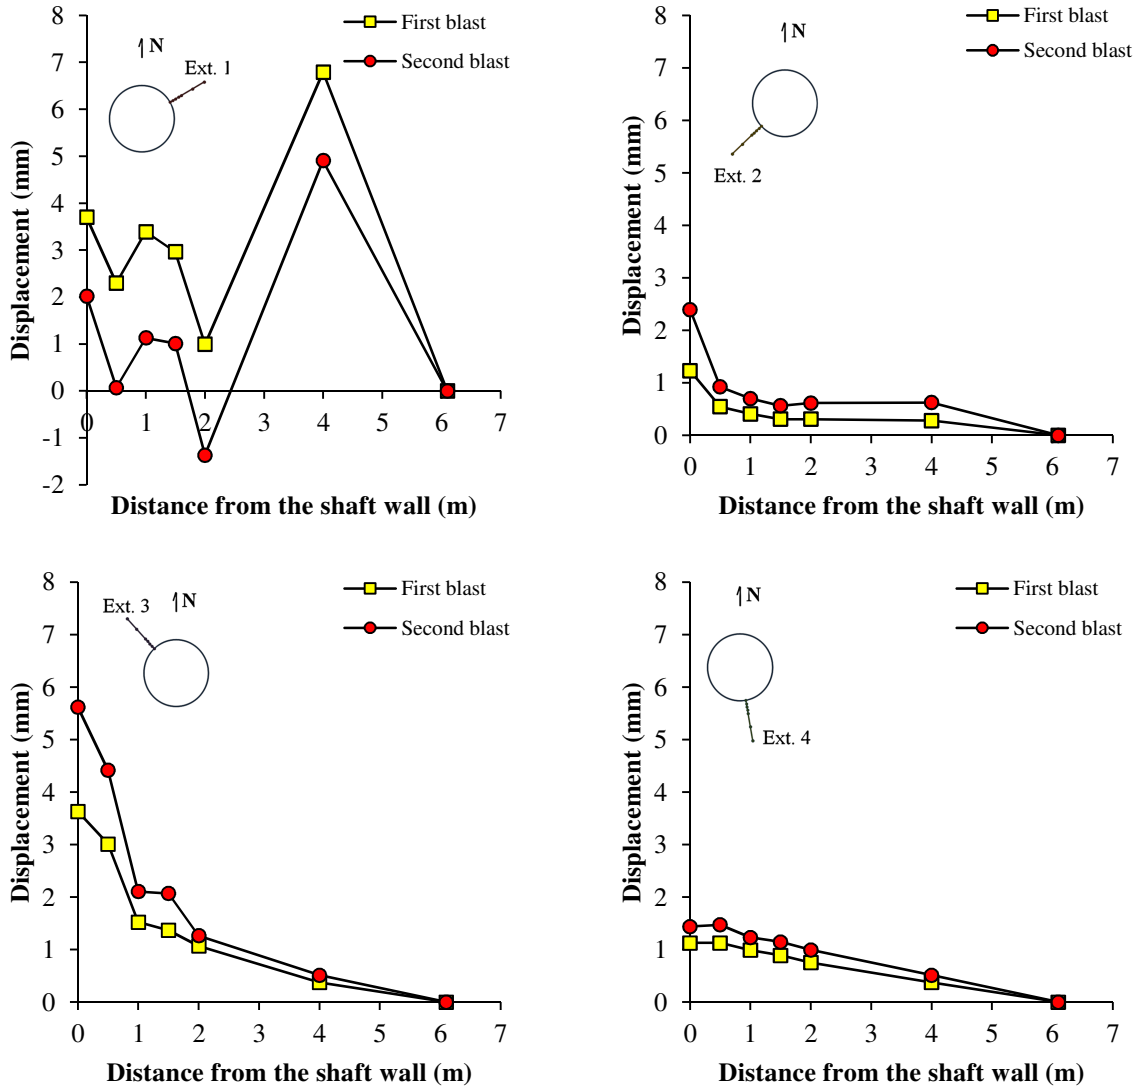 8
7
6
5
4
3
2
1
0
-1
-2
Displacement (mm)
N
Ext. 1
First blast
Second blast
0 1 2 3 4 5 6 7
Distance from the shaft wall (m)
8
7
6
5
4
3
2
1
0
Displacement (mm)
N
Ext. 2
First blast
Second blast
0 1 2 3 4 5 6 7
Distance from the shaft wall (m)
8
7
6
5
4
3
2
1
0
Displacement (mm)
Ext. 3
N
First blast
Second blast
0 1 2 3 4 5 6 7
Distance from the shaft wall (m)
8
7
6
5
4
3
2
1
0
Displacement (mm)
N
Ext. 4
First blast
Second blast
0 1 2 3 4 5 6 7
Distance from the shaft wall (m)